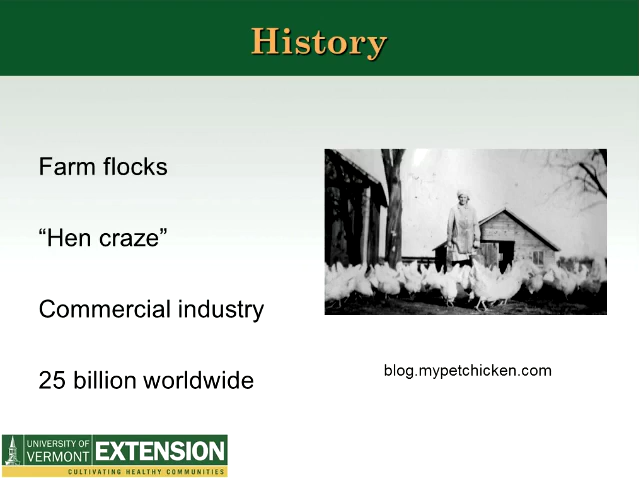 History
Farm flocks
“Hen craze”
Commercial industry
25 billion worldwide
blog.mypetchicken.com
UNIVERSITY OF
VERMONT
EXTENSION
CULTIVATING HEALTHY COMMUNITIES